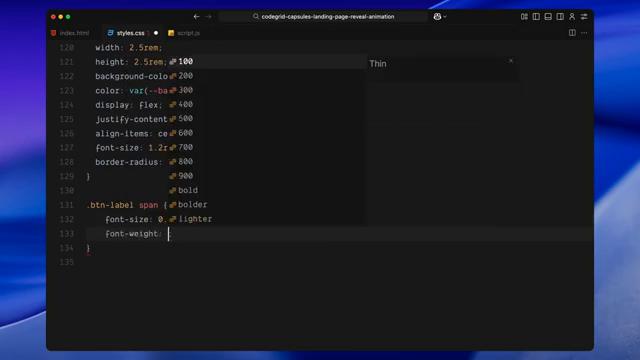 codegrid-capsules-landing-page-reveal-animation
index.html
styles.css
script.js
120 width: 2.5rem;
121 height: 2.5rem;
122 background-colo
123 color: var(--ba
124 display: flex;
125 justify-content
126 align-items: ce
127 font-size: 1.2r
128 border-radius:
129 }
130
131 .btn-label span {
132 font-size: 0.
133 font-weight: ;
134 }
135
100
200
300
400
500
600
700
800
900
bold
bolder
lighter
Thin